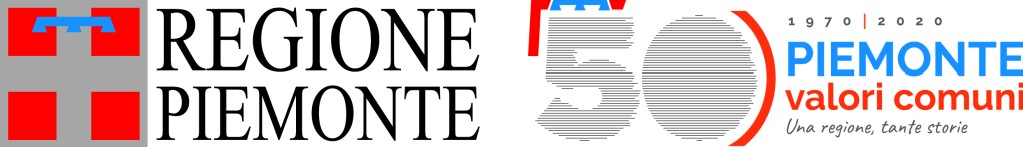 REGIONE
PIEMONTE
50
1970|2020
PIEMONTE
valori comuni
Una regione, tante storie